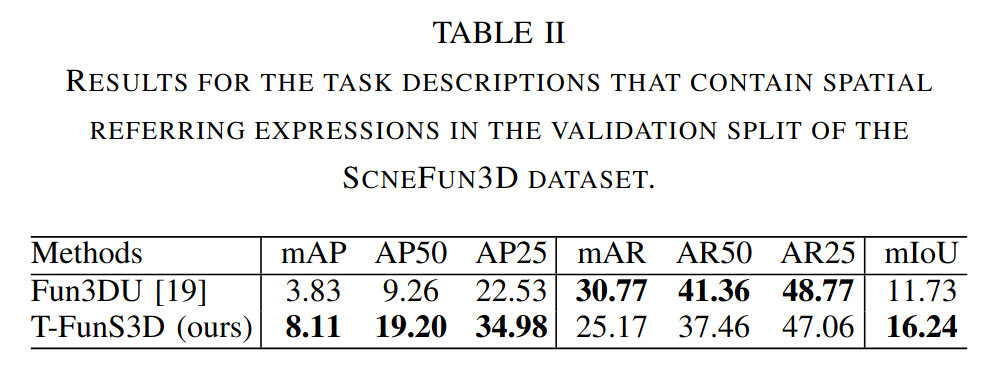 TABLE II
RESULTS FOR THE TASK DESCRIPTIONS THAT CONTAIN SPATIAL
REFERRING EXPRESSIONS IN THE VALIDATION SPLIT OF THE
SCNEFUN3D DATASET.
Methods mAP AP50 AP25 mAR AR50 AR25 mIoU
Fun3DU [19] 3.83 9.26 22.53 30.77 41.36 48.77 11.73
T-FunS3D (ours) 8.11 19.20 34.98 25.17 37.46 47.06 16.24